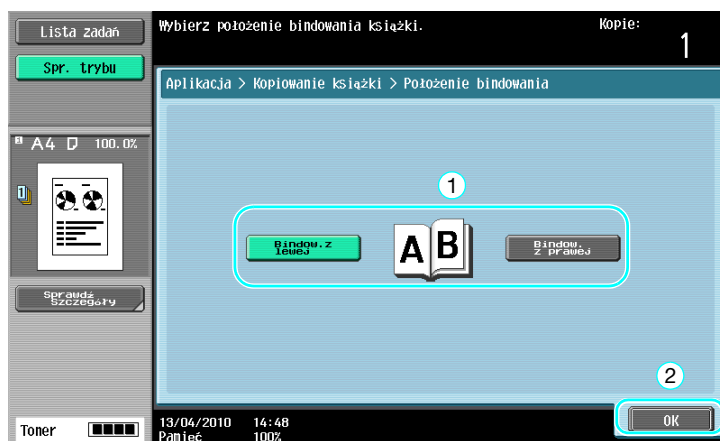 Lista zadań
Spr. trybu
Wybierz położenie bindowania książki.
Kopie:
1
Aplikacja > Kopiowanie książki > Położenie bindowania
A4 100.0%
1
Bindow.z
lewej
A B
Bindow.
z prawej
Sprawdź
Szczegóły
2
OK
Toner
13/04/2010 14:48
Pamięć 100%